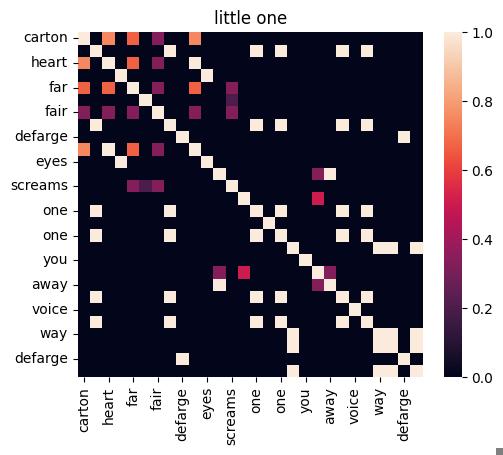 little one
carton
heart
far
fair
defarge
eyes
screams
one
one
you
away
voice
way
defarge
carton
heart
far
fair
defarge
eyes
screams
one
one
you
away
voice
way
defarge
1.0
0.8
0.6
0.4
0.2
0.0